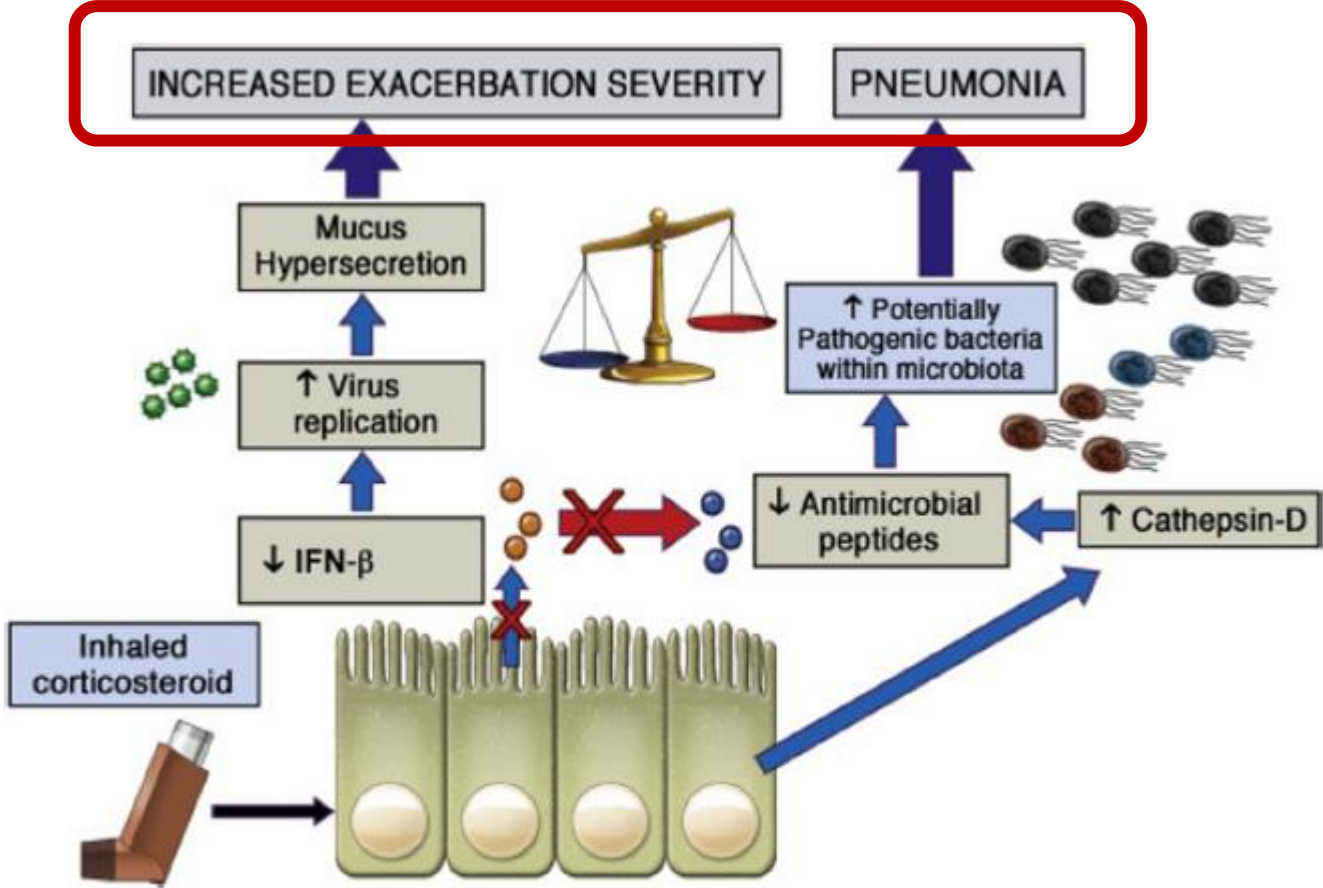 INCREASED EXACERBATION SEVERITY
PNEUMONIA
Mucus
Hypersecretion
↑ Potentially
Pathogenic bacteria
within microbiota
↑ Virus
replication
↓ IFN-β
↓ Antimicrobial
peptides
↑ Cathepsin-D
Inhaled
corticosteroid